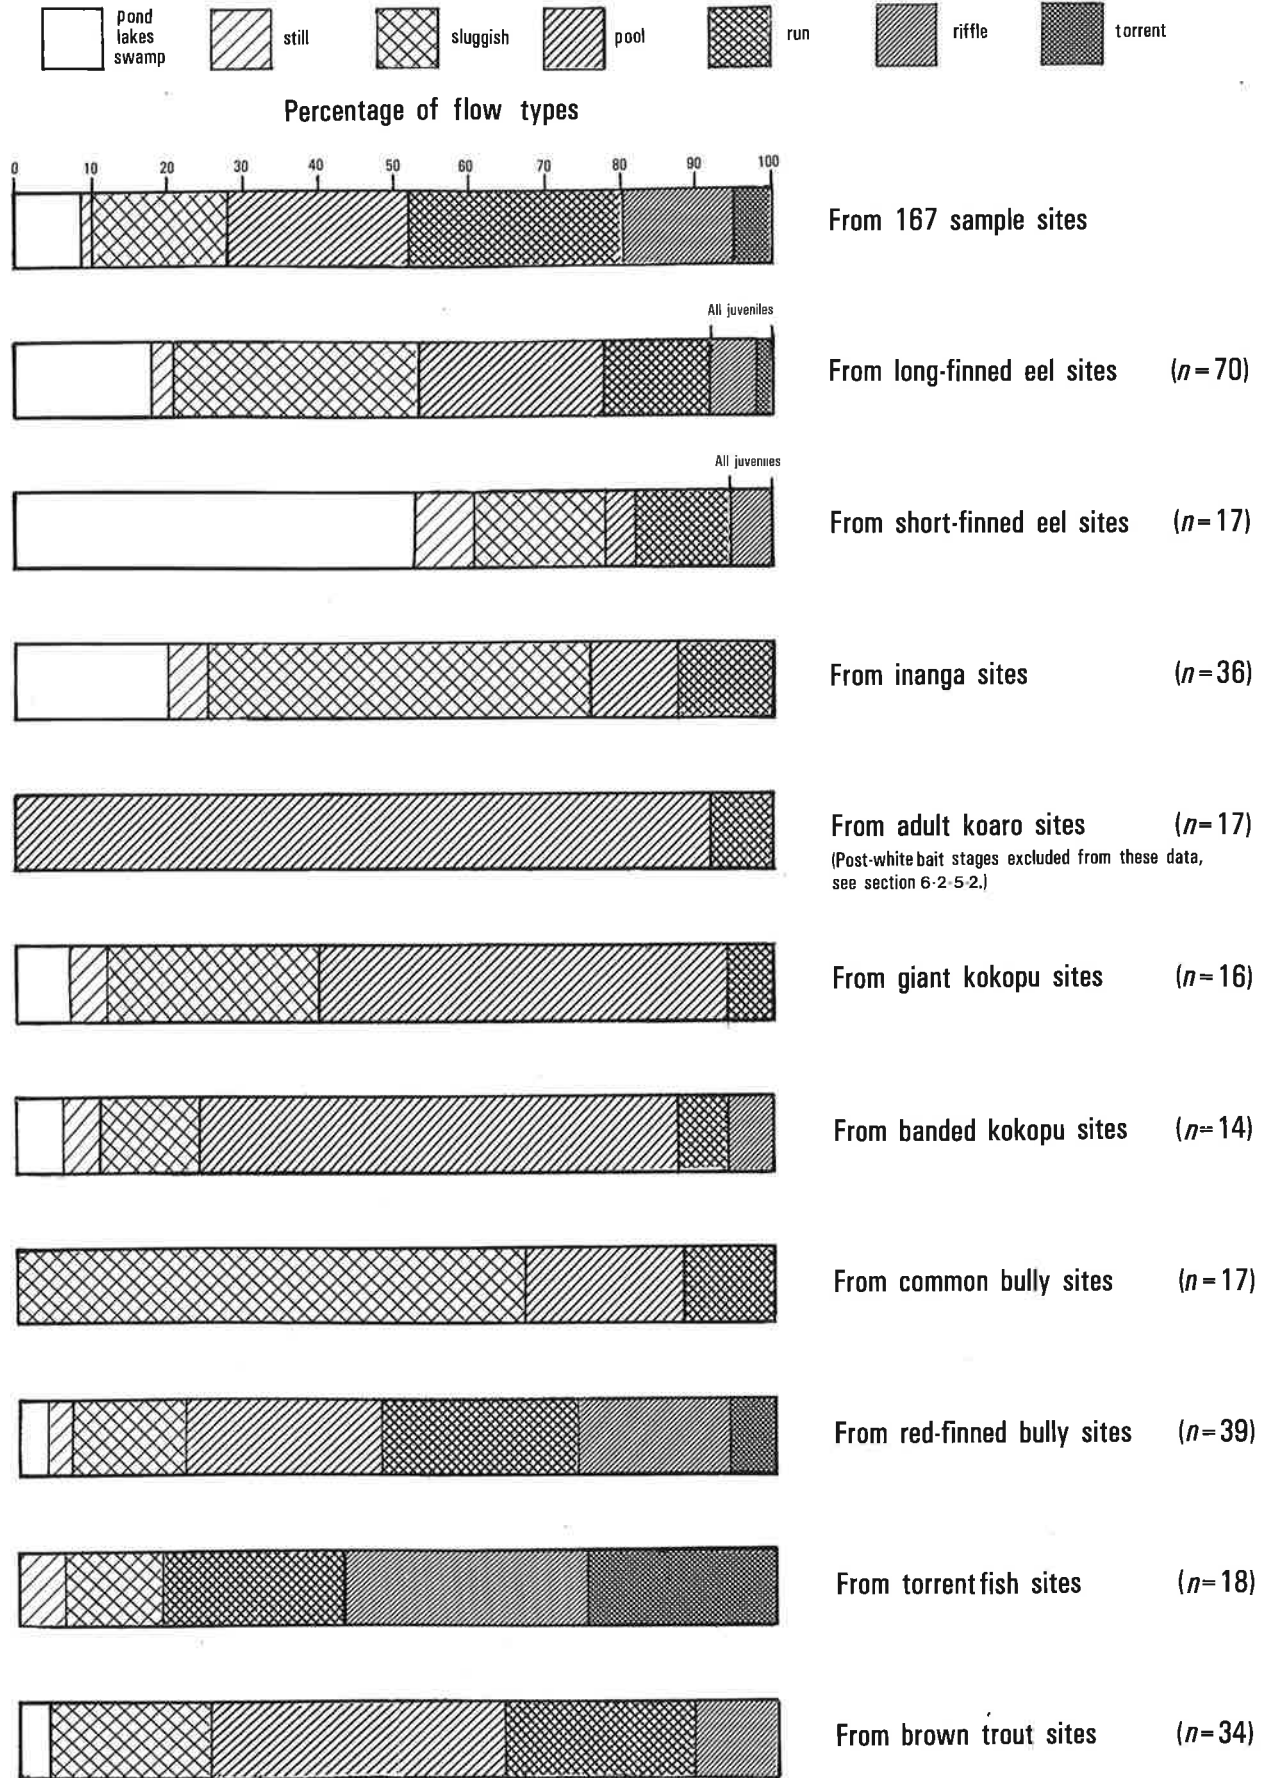 pond
lakes
swamp
still
sluggish
pool
run
riffle
torrent
Percentage of flow types
0 10 20 30 40 50 60 70 80 90 100
From 167 sample sites
All juveniles
From long-finned eel sites (n=70)
All juveniles
From short-finned eel sites (n=17)
From inanga sites (n=36)
From adult koaro sites (n=17)
(Post-white bait stages excluded from these data,
see section 6·2·5·2.)
From giant kokopu sites (n=16)
From banded kokopu sites (n=14)
From common bully sites (n=17)
From red-finned bully sites (n=39)
From torrentfish sites (n=18)
From brown trout sites (n=34)